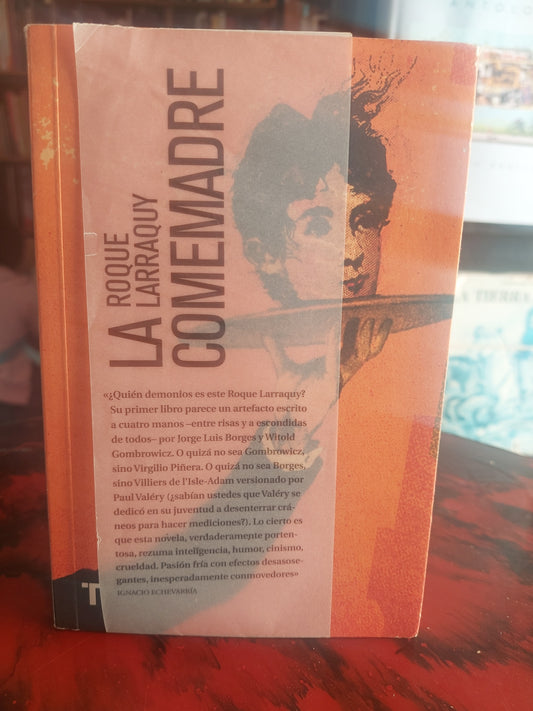 ROQUE
LARRAQUY
LA
COMEMADRE
«¿Quién demonios es este Roque Larraquy?
Su primer libro parece un artefacto escrito
a cuatro manos –entre risas y a escondidas
de todos– por Jorge Luis Borges y Witold
Gombrowicz. O quizá no sea Gombrowicz,
sino Virgilio Piñera. O quizá no sea Borges,
sino Villiers de l'Isle-Adam versionado por
Paul Valéry (¿sabían ustedes que Valéry se
dedicó en su juventud a desenterrar crá-
neos para hacer mediciones?). Lo cierto es
que esta novela, verdaderamente porten-
tosa, rezuma inteligencia, humor, cinismo,
crueldad. Pasión fría con efectos desasose-
gantes, inesperadamente conmovedores»
IGNACIO ECHEVARRÍA
T
ANTOLO
A TIERRA